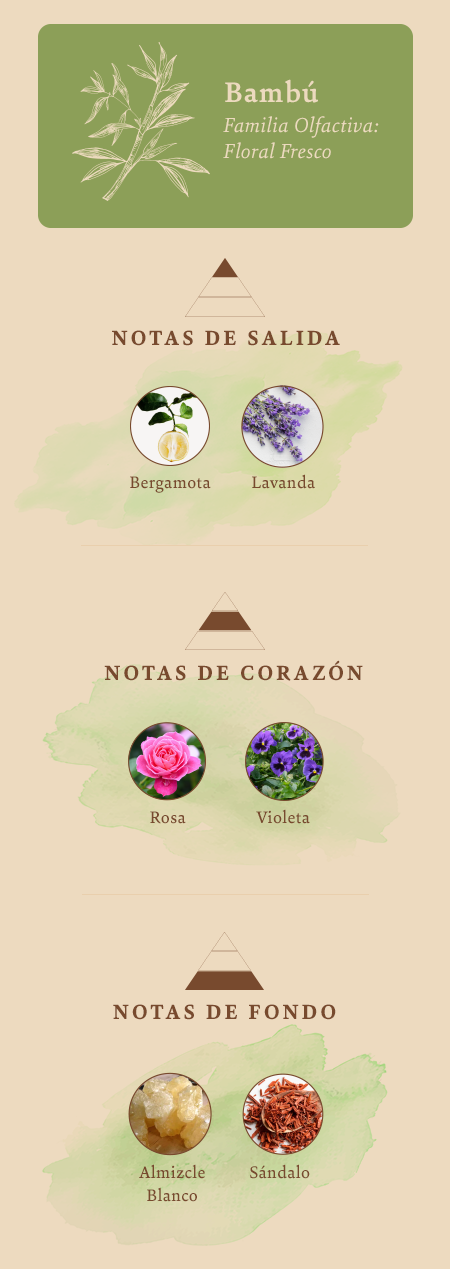 Bambú
Familia Olfactiva:
Floral Fresco
NOTAS DE SALIDA
Bergamota
Lavanda
NOTAS DE CORAZÓN
Rosa
Violeta
NOTAS DE FONDO
Almizcle
Blanco
Sándalo